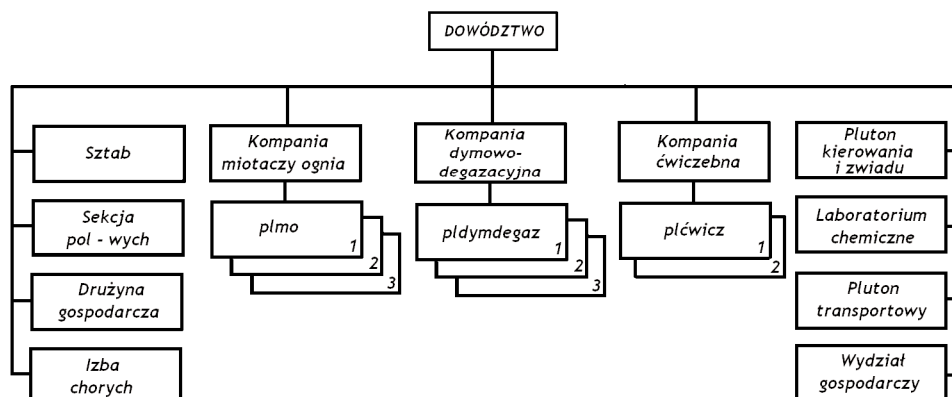 DOWÓDZTWO
Sztab
Sekcja
pol - wych
Drużyna
gospodarcza
Izba
chorych
Kompania
miotaczy ognia
plmo
1
2
3
Kompania
dymowo-
degazacyjna
pldymdegaz
1
2
3
Kompania
ćwiczebna
plćwicz
1
2
Pluton
kierowania
i zwiadu
Laboratorium
chemiczne
Pluton
transportowy
Wydział
gospodarczy